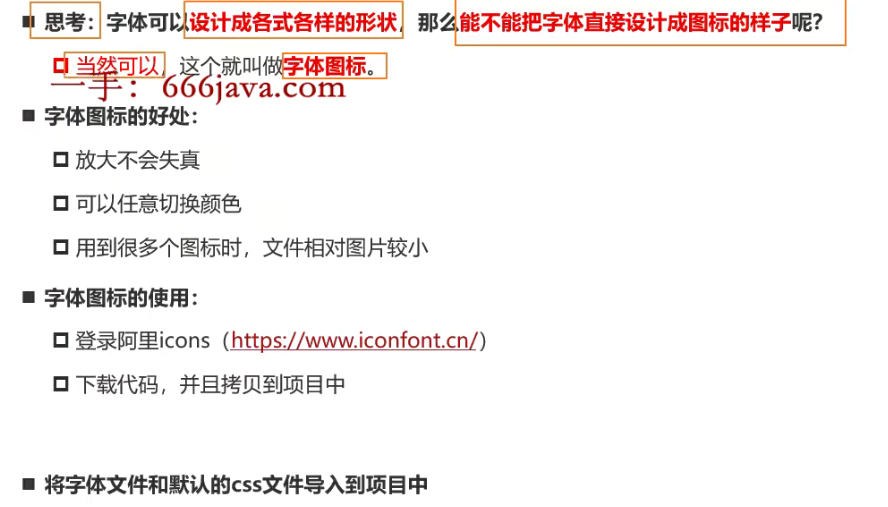 思考：字体可以设计成各式各样的形状，那么能不能把字体直接设计成图标的样子呢？
当然可以，这个就叫做字体图标。
一手：666java.com
字体图标的好处：
放大不会失真
可以任意切换颜色
用到很多个图标时，文件相对图片较小
字体图标的使用：
登录阿里icons（https://www.iconfont.cn/）
下载代码，并且拷贝到项目中
将字体文件和默认的css文件导入到项目中